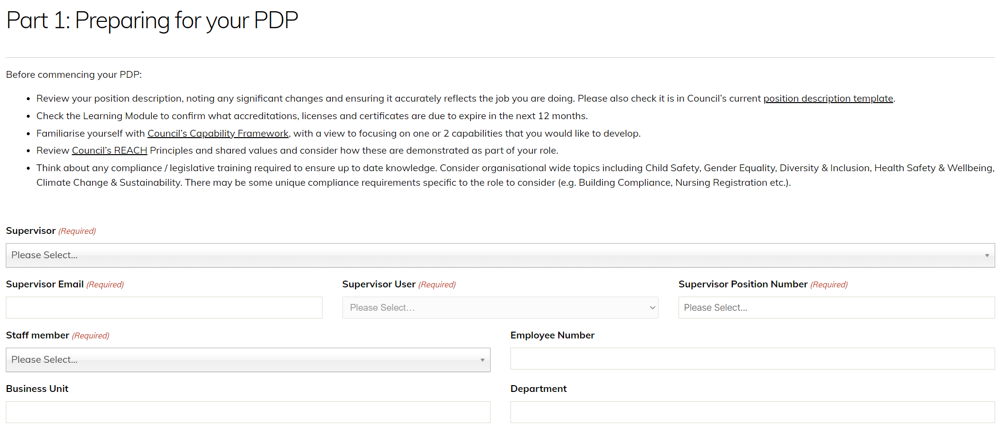 Part 1: Preparing for your PDP
Before commencing your PDP:
• Review your position description, noting any significant changes and ensuring it accurately reflects the job you are doing. Please also check it is in Council's current position description template.
• Check the Learning Module to confirm what accreditations, licenses and certificates are due to expire in the next 12 months.
• Familiarise yourself with Council's Capability Framework, with a view to focusing on one or 2 capabilities that you would like to develop.
• Review Council's REACH Principles and shared values and consider how these are demonstrated as part of your role.
• Think about any compliance / legislative training required to ensure up to date knowledge. Consider organisational wide topics including Child Safety, Gender Equality, Diversity & Inclusion, Health Safety & Wellbeing,
Climate Change & Sustainability. There may be some unique compliance requirements specific to the role to consider (e.g. Building Compliance, Nursing Registration etc.).
Supervisor (Required)
Please Select...
Supervisor Email (Required)
Supervisor User (Required)
Please Select...
Supervisor Position Number (Required)
Please Select...
Staff member (Required)
Please Select...
Employee Number
Business Unit
Department